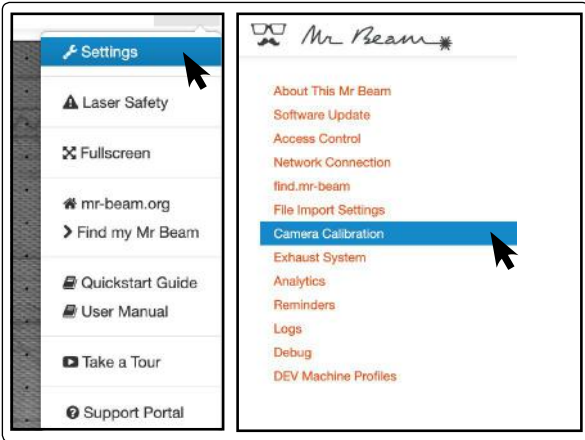 Settings
Laser Safety
Fullscreen
mr-beam.org
Find my Mr Beam
Quickstart Guide
User Manual
Take a Tour
Support Portal
Mr Beam
About This Mr Beam
Software Update
Access Control
Network Connection
find.mr-beam
File Import Settings
Camera Calibration
Exhaust System
Analytics
Reminders
Logs
Debug
DEV Machine Profiles